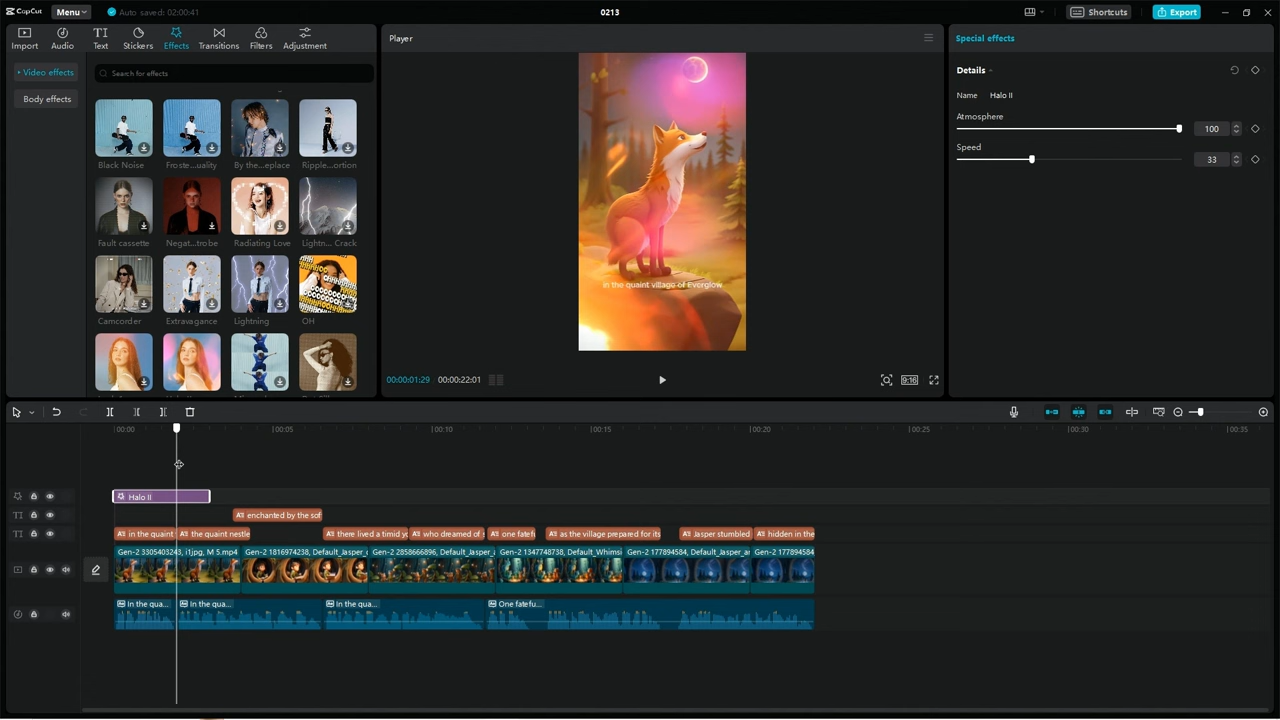 CapCut
Menu
Auto saved: 02:00:41
0213
Shortcuts
Export
Import
Audio
Text
Stickers
Effects
Transitions
Filters
Adjustment
Video effects
Body effects
Search for effects
Black Noise
Froste...uality
By the...eplace
Ripple...ortion
Fault cassette
Negat...trobe
Radiating Love
Lightn... Crack
Camcorder
Extravagance
Lightning
OH
Player
in the quaint village of Everglow
00:00:01:29
00:00:22:01
9:16
Special effects
Details
Name Halo II
Atmosphere
100
Speed
33
00:00
00:05
00:10
00:15
00:20
00:25
00:30
00:35
Halo II
enchanted by the sof
in the quaint
the quaint nestle
there lived a timid yo
who dreamed of
one fatef
as the village prepared for its
Jasper stumbled
hidden in the
Gen-2 3305403243, i1jpg, M 5.mp4
Gen-2 1816974238, Default_Jasper_c
Gen-2 2858666896, Default_Jasper_
Gen-2 1347748738, Default_Whimsi
Gen-2 177894584, Default_Jasper_ar
Gen-2 177894584
In the qua...
In the qua...
In the qua...
One fatefu...